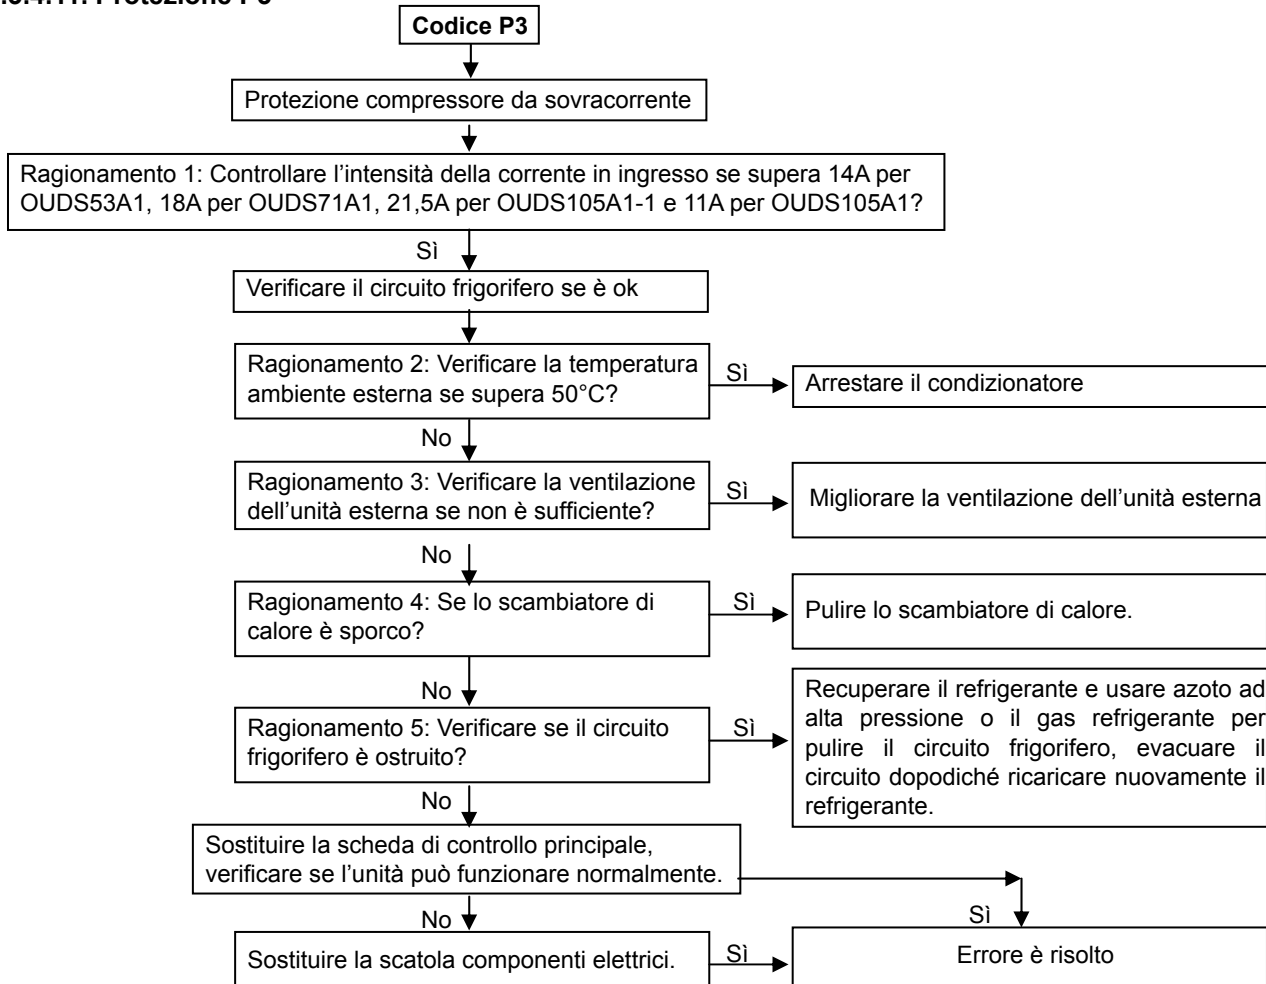 Codice P3
Protezione compressore da sovracorrente
Ragionamento 1: Controllare l'intensità della corrente in ingresso se supera 14A per
OUDS53A1, 18A per OUDS71A1, 21,5A per OUDS105A1-1 e 11A per OUDS105A1?
Sì
Verificare il circuito frigorifero se è ok
Ragionamento 2: Verificare la temperatura
ambiente esterna se supera 50°C?
Sì
Arrestare il condizionatore
No
Ragionamento 3: Verificare la ventilazione
dell'unità esterna se non è sufficiente?
Sì
Migliorare la ventilazione dell'unità esterna
No
Ragionamento 4: Se lo scambiatore di
calore è sporco?
Sì
Pulire lo scambiatore di calore.
No
Ragionamento 5: Verificare se il circuito
frigorifero è ostruito?
Sì
Recuperare il refrigerante e usare azoto ad
alta pressione o il gas refrigerante per
pulire il circuito frigorifero, evacuare il
circuito dopodiché ricaricare nuovamente il
refrigerante.
No
Sostituire la scheda di controllo principale,
verificare se l'unità può funzionare normalmente.
Sì
No
Sostituire la scatola componenti elettrici.
Sì
Errore è risolto